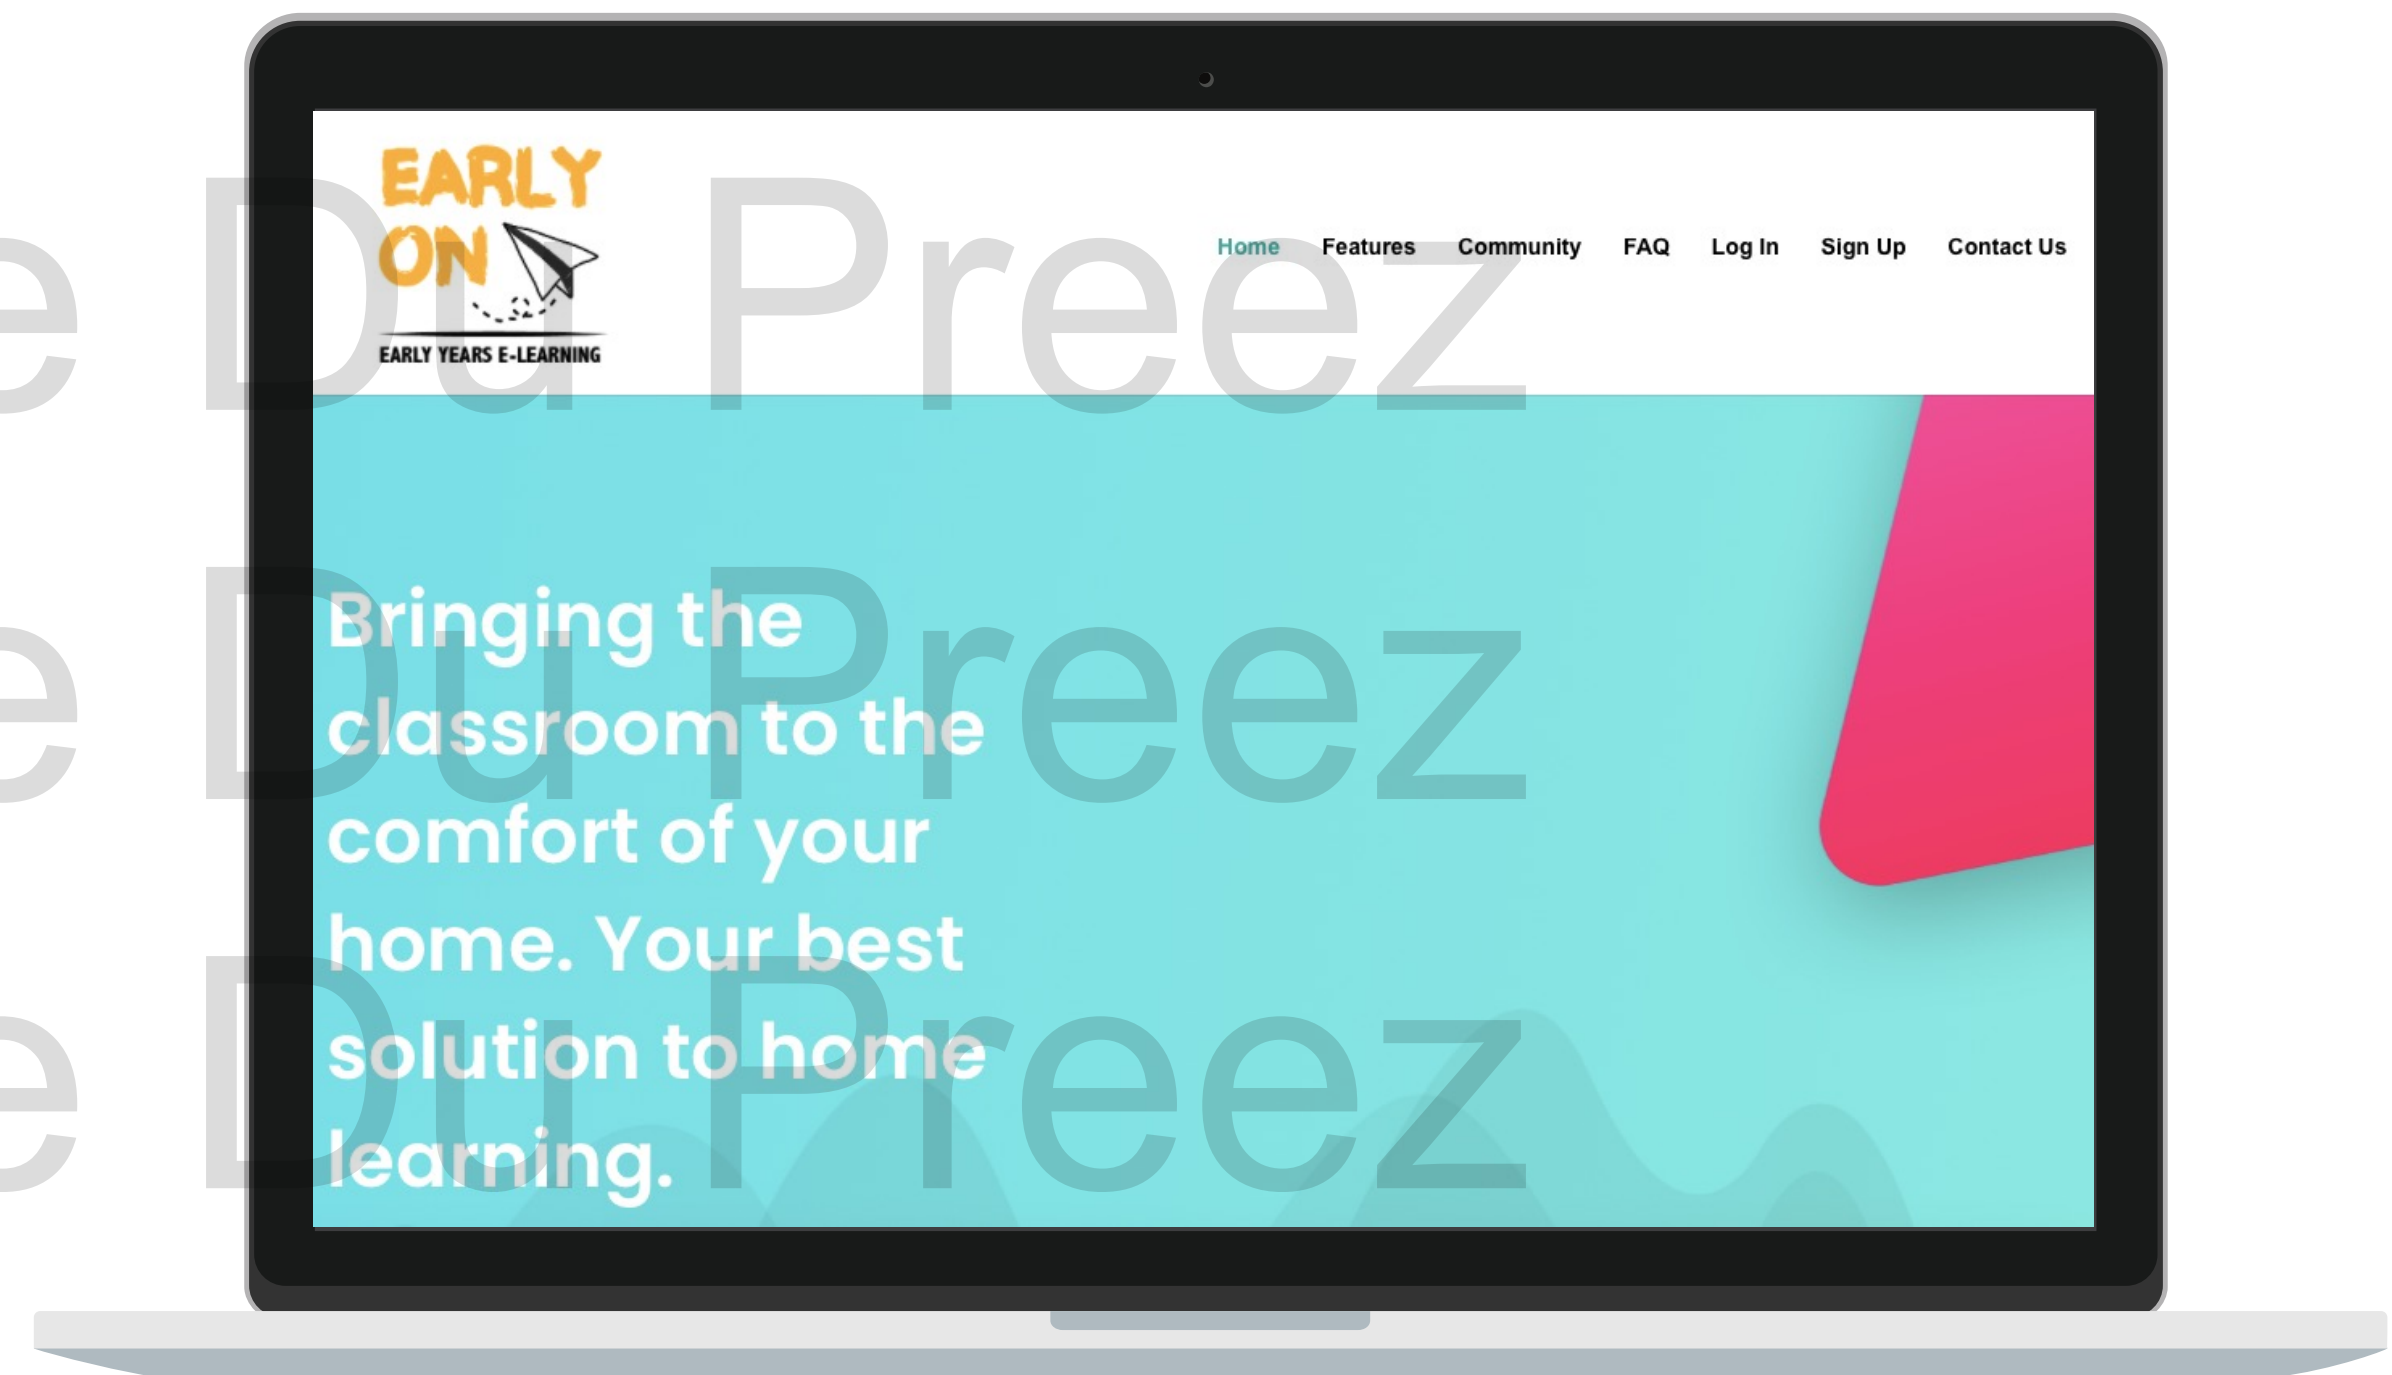 EARLY
ON
EARLY YEARS E-LEARNING
Home Features Community FAQ Log In Sign Up Contact Us
e Du Preez
Bringing the
classroom to the
comfort of your
home. Your best
solution to home
learning.
e Du Preez
e Du Preez